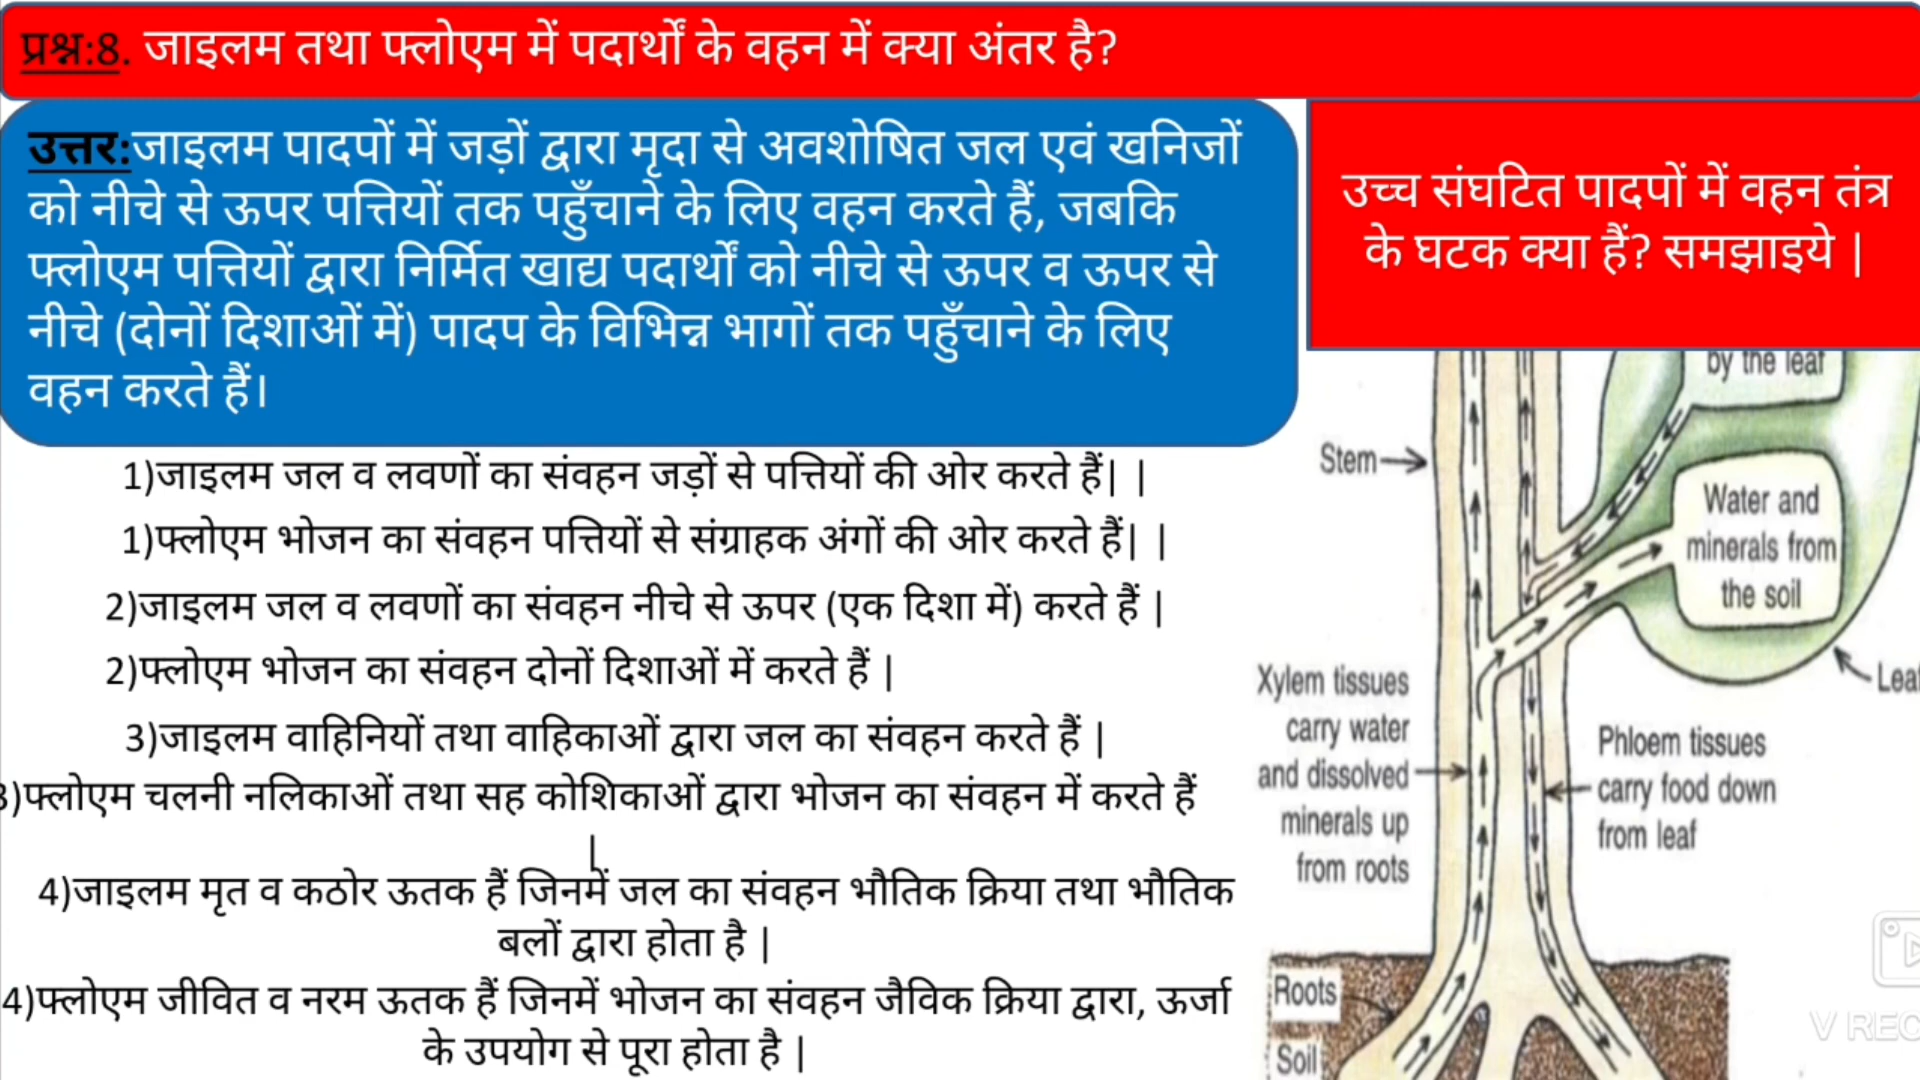 प्रश्न:8. जाइलम तथा फ्लोएम में पदार्थों के वहन में क्या अंतर है?
उत्तर:जाइलम पादपों में जड़ों द्वारा मृदा से अवशोषित जल एवं खनिजों
को नीचे से ऊपर पत्तियों तक पहुँचाने के लिए वहन करते हैं, जबकि
फ्लोएम पत्तियों द्वारा निर्मित खाद्य पदार्थों को नीचे से ऊपर व ऊपर से
नीचे (दोनों दिशाओं में) पादप के विभिन्न भागों तक पहुँचाने के लिए
वहन करते हैं।
उच्च संघटित पादपों में वहन तंत्र
के घटक क्या हैं? समझाइये |
1)जाइलम जल व लवणों का संवहन जड़ों से पत्तियों की ओर करते हैं| |
1)फ्लोएम भोजन का संवहन पत्तियों से संग्राहक अंगों की ओर करते हैं| |
2)जाइलम जल व लवणों का संवहन नीचे से ऊपर (एक दिशा में) करते हैं |
2)फ्लोएम भोजन का संवहन दोनों दिशाओं में करते हैं |
3)जाइलम वाहिनियों तथा वाहिकाओं द्वारा जल का संवहन करते हैं |
3)फ्लोएम चलनी नलिकाओं तथा सह कोशिकाओं द्वारा भोजन का संवहन में करते हैं
|
4)जाइलम मृत व कठोर ऊतक हैं जिनमें जल का संवहन भौतिक क्रिया तथा भौतिक
बलों द्वारा होता है |
4)फ्लोएम जीवित व नरम ऊतक हैं जिनमें भोजन का संवहन जैविक क्रिया द्वारा, ऊर्जा
के उपयोग से पूरा होता है |
by the leaf
Stem
Water and
minerals from
the soil
Leaf
Xylem tissues
carry water
and dissolved
minerals up
from roots
Phloem tissues
carry food down
from leaf
Roots
Soil
V REC